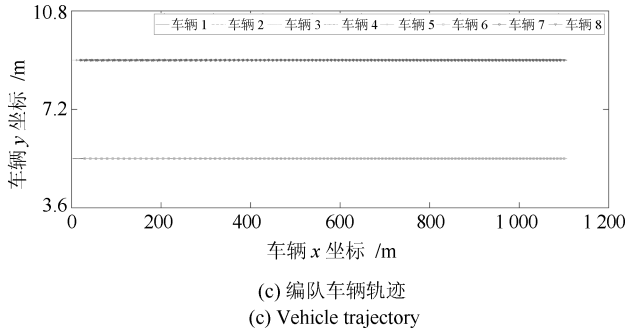 10.8
车辆 1 车辆 2 车辆 3 车辆 4 车辆 5 车辆 6 车辆 7 车辆 8
车辆 y 坐标 /m
7.2
3.6
0 200 400 600 800 1 000 1 200
车辆 x 坐标 /m
(c) 编队车辆轨迹
(c) Vehicle trajectory